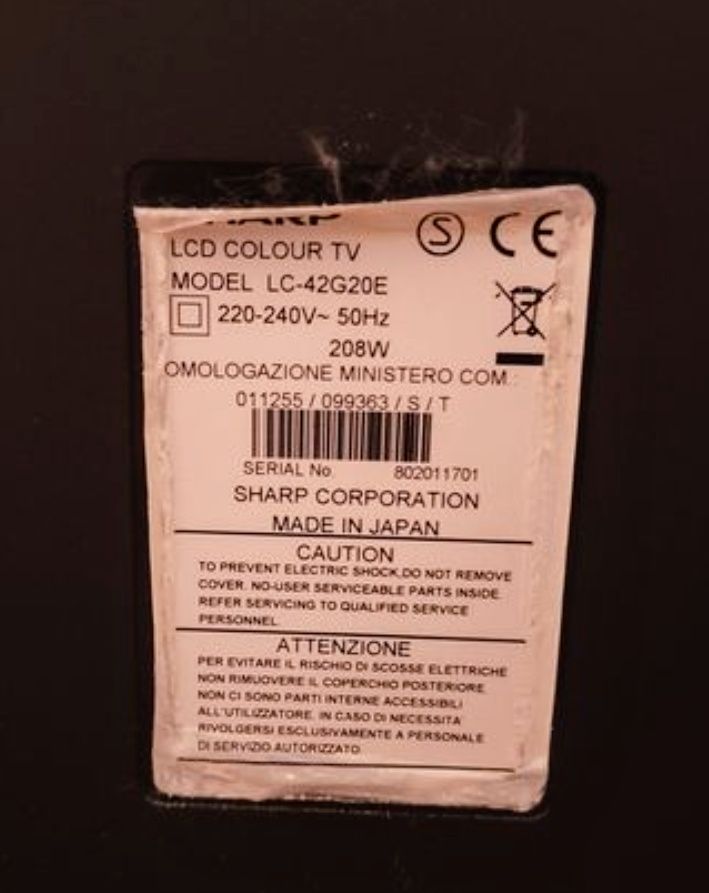 SHARP
LCD COLOUR TV
MODEL LC-42G20E
220-240V~ 50Hz
208W
OMOLOGAZIONE MINISTERO COM.:
011255 / 099363 / S / T
SERIAL No. 802011701
SHARP CORPORATION
MADE IN JAPAN
CAUTION
TO PREVENT ELECTRIC SHOCK,DO NOT REMOVE
COVER. NO-USER SERVICEABLE PARTS INSIDE.
REFER SERVICING TO QUALIFIED SERVICE
PERSONNEL.
ATTENZIONE
PER EVITARE IL RISCHIO DI SCOSSE ELETTRICHE
NON RIMUOVERE IL COPERCHIO POSTERIORE.
NON CI SONO PARTI INTERNE ACCESSIBILI
ALL'UTILIZZATORE. IN CASO DI NECESSITA
RIVOLGERSI ESCLUSIVAMENTE A PERSONALE
DI SERVIZIO AUTORIZZATO.
S CE